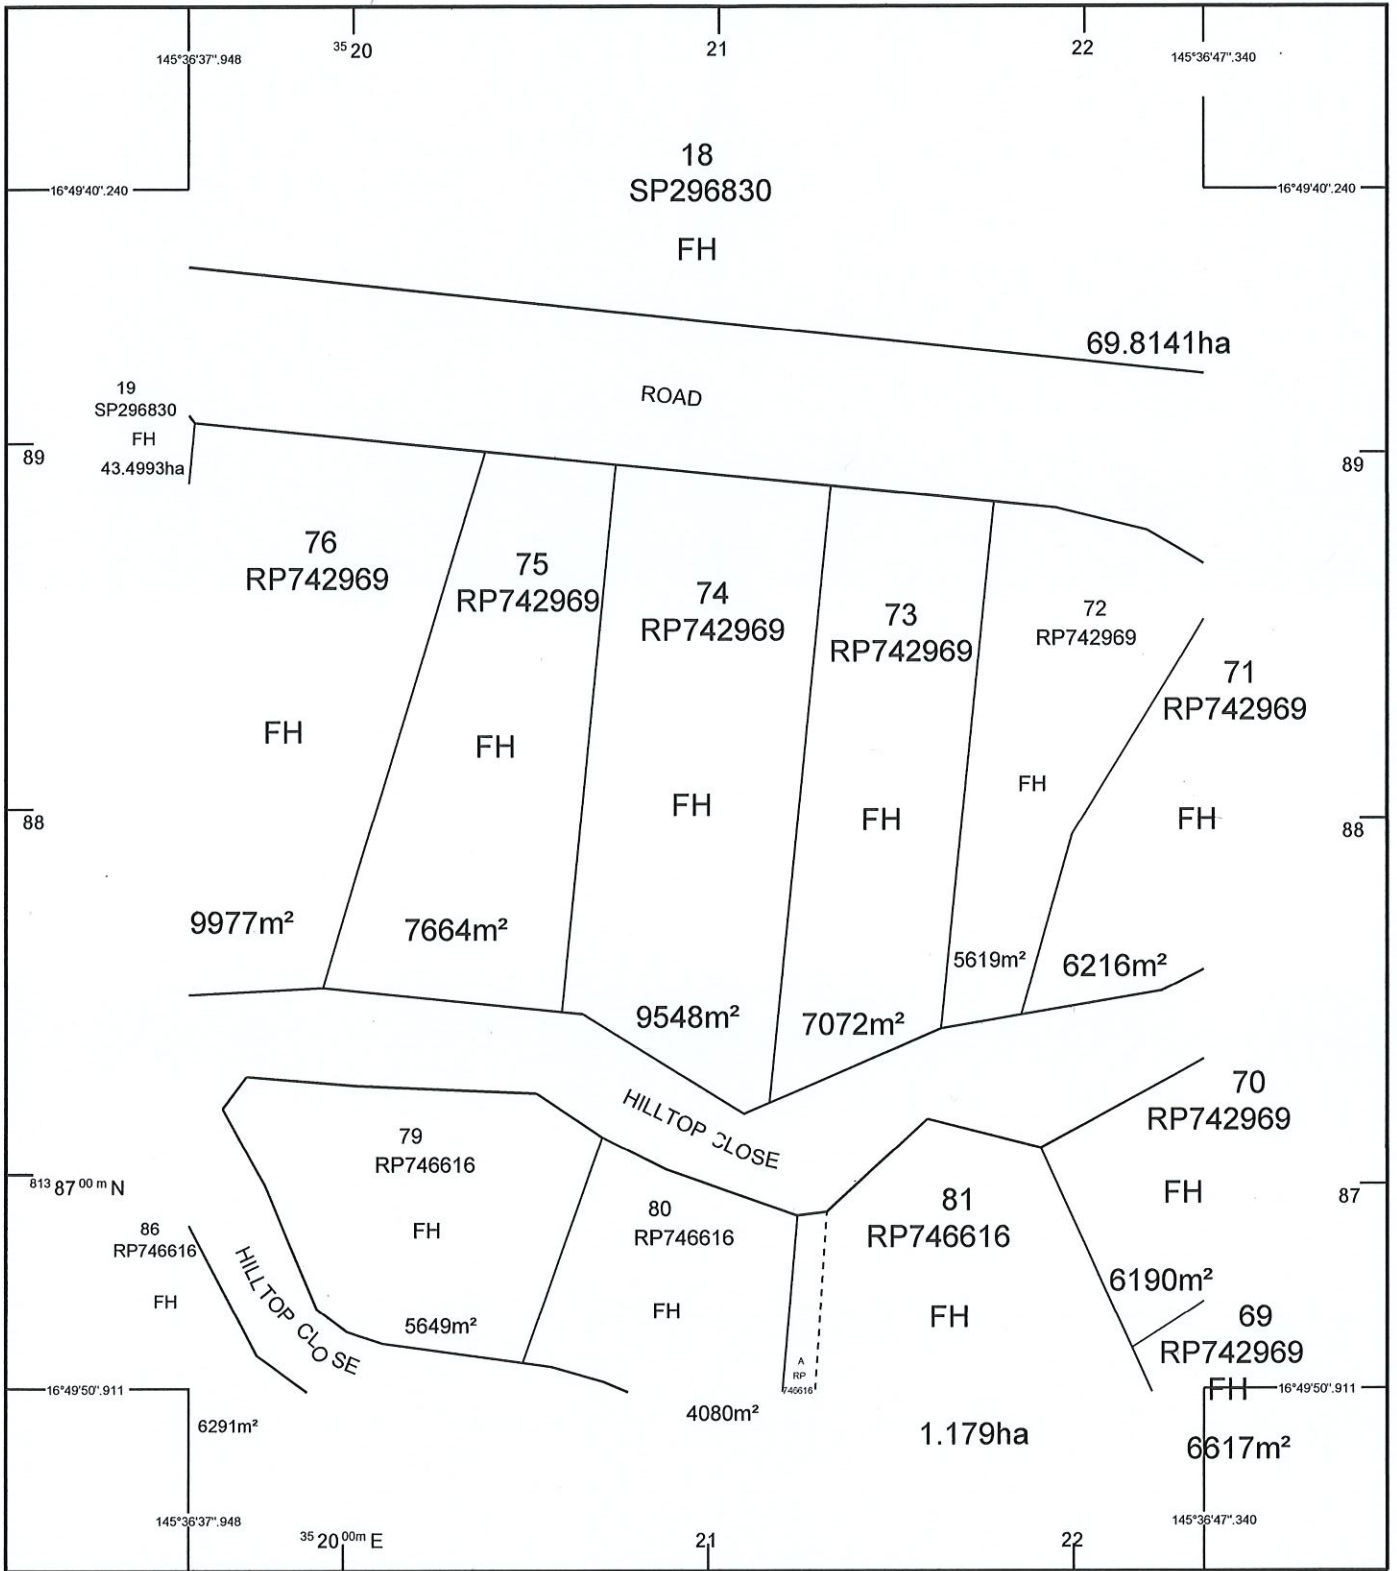 35 20
21
22
145°36'37".948
145°36'47".340
16°49'40".240
16°49'40".240
18
SP296830
FH
69.8141ha
ROAD
19
SP296830
FH
43.4993ha
89
89
76
RP742969
FH
9977m²
75
RP742969
FH
7664m²
74
RP742969
FH
9548m²
73
RP742969
FH
7072m²
72
RP742969
FH
5619m²
71
RP742969
FH
6216m²
88
88
HILLTOP CLOSE
79
RP746616
FH
5649m²
80
RP746616
FH
4080m²
A
RP
746616
81
RP746616
FH
1.179ha
70
RP742969
FH
6190m²
69
RP742969
FH
6617m²
813 87 00 m N
87
86
RP746616
FH
6291m²
HILLTOP CLOSE
16°49'50".911
16°49'50".911
145°36'37".948
145°36'47".340
35 20 00m E
21
22